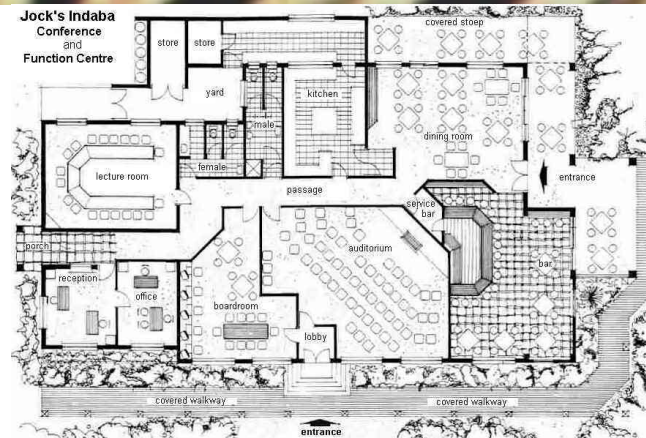 Jock's Indaba
Conference
and
Function Centre
store
store
covered stoep
yard
kitchen
male
dining room
female
lecture room
passage
entrance
service
bar
porch
auditorium
bar
reception
office
boardroom
lobby
covered walkway
covered walkway
entrance